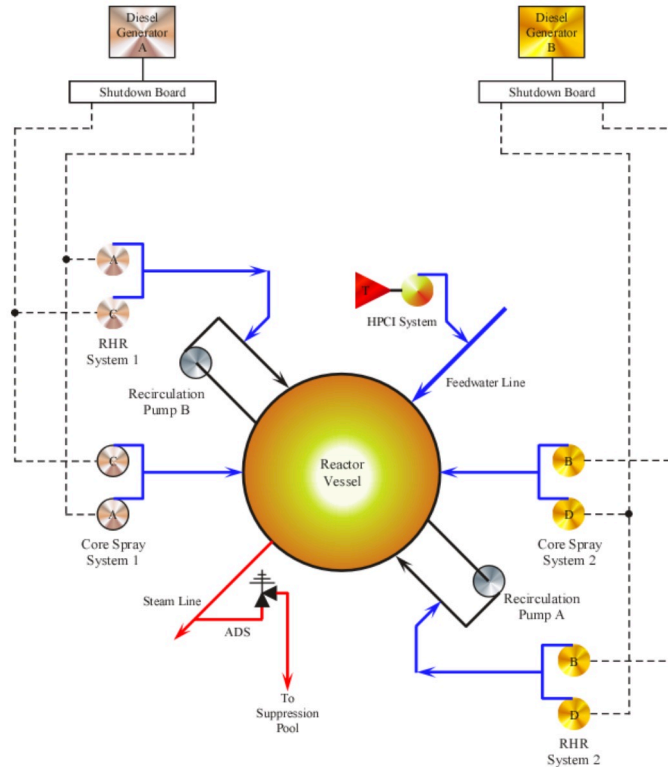 Diesel
Generator
A
Diesel
Generator
B
Shutdown Board
Shutdown Board
A
C
RHR
System 1
T
HPCI System
Feedwater Line
Recirculation
Pump B
Reactor
Vessel
C
A
Core Spray
System 1
B
D
Core Spray
System 2
Steam Line
ADS
To
Suppression
Pool
Recirculation
Pump A
B
D
RHR
System 2